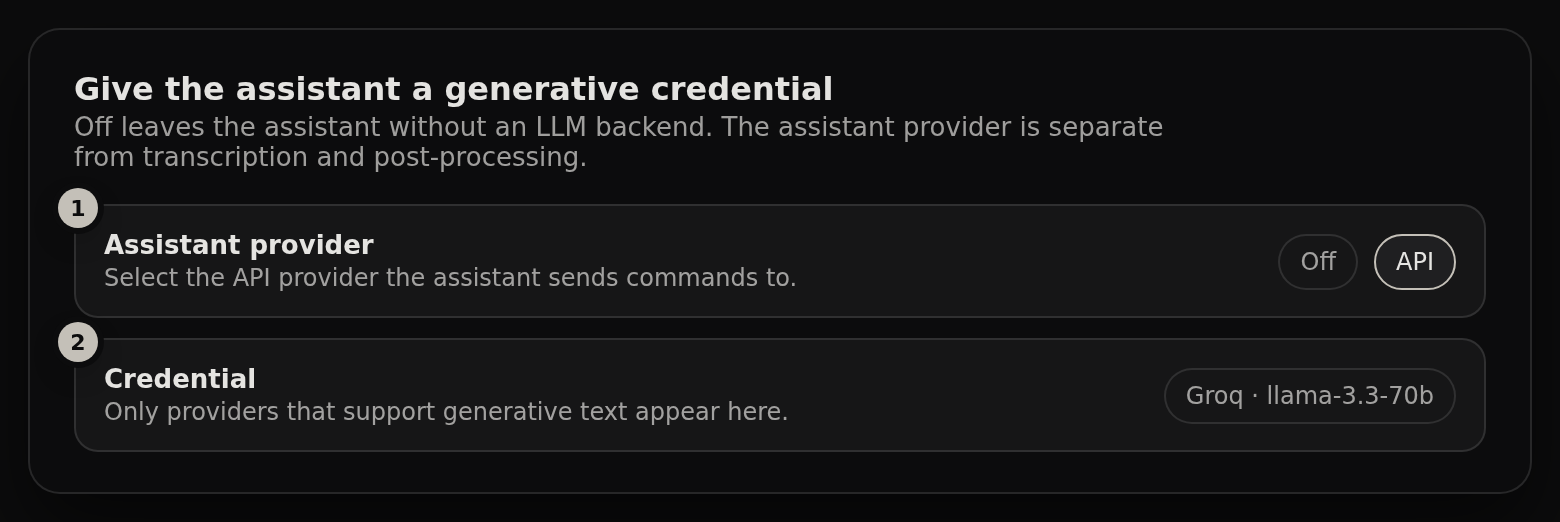 Give the assistant a generative credential
Off leaves the assistant without an LLM backend. The assistant provider is separate
from transcription and post-processing.
1
Assistant provider
Select the API provider the assistant sends commands to.
Off
API
2
Credential
Only providers that support generative text appear here.
Groq · llama-3.3-70b